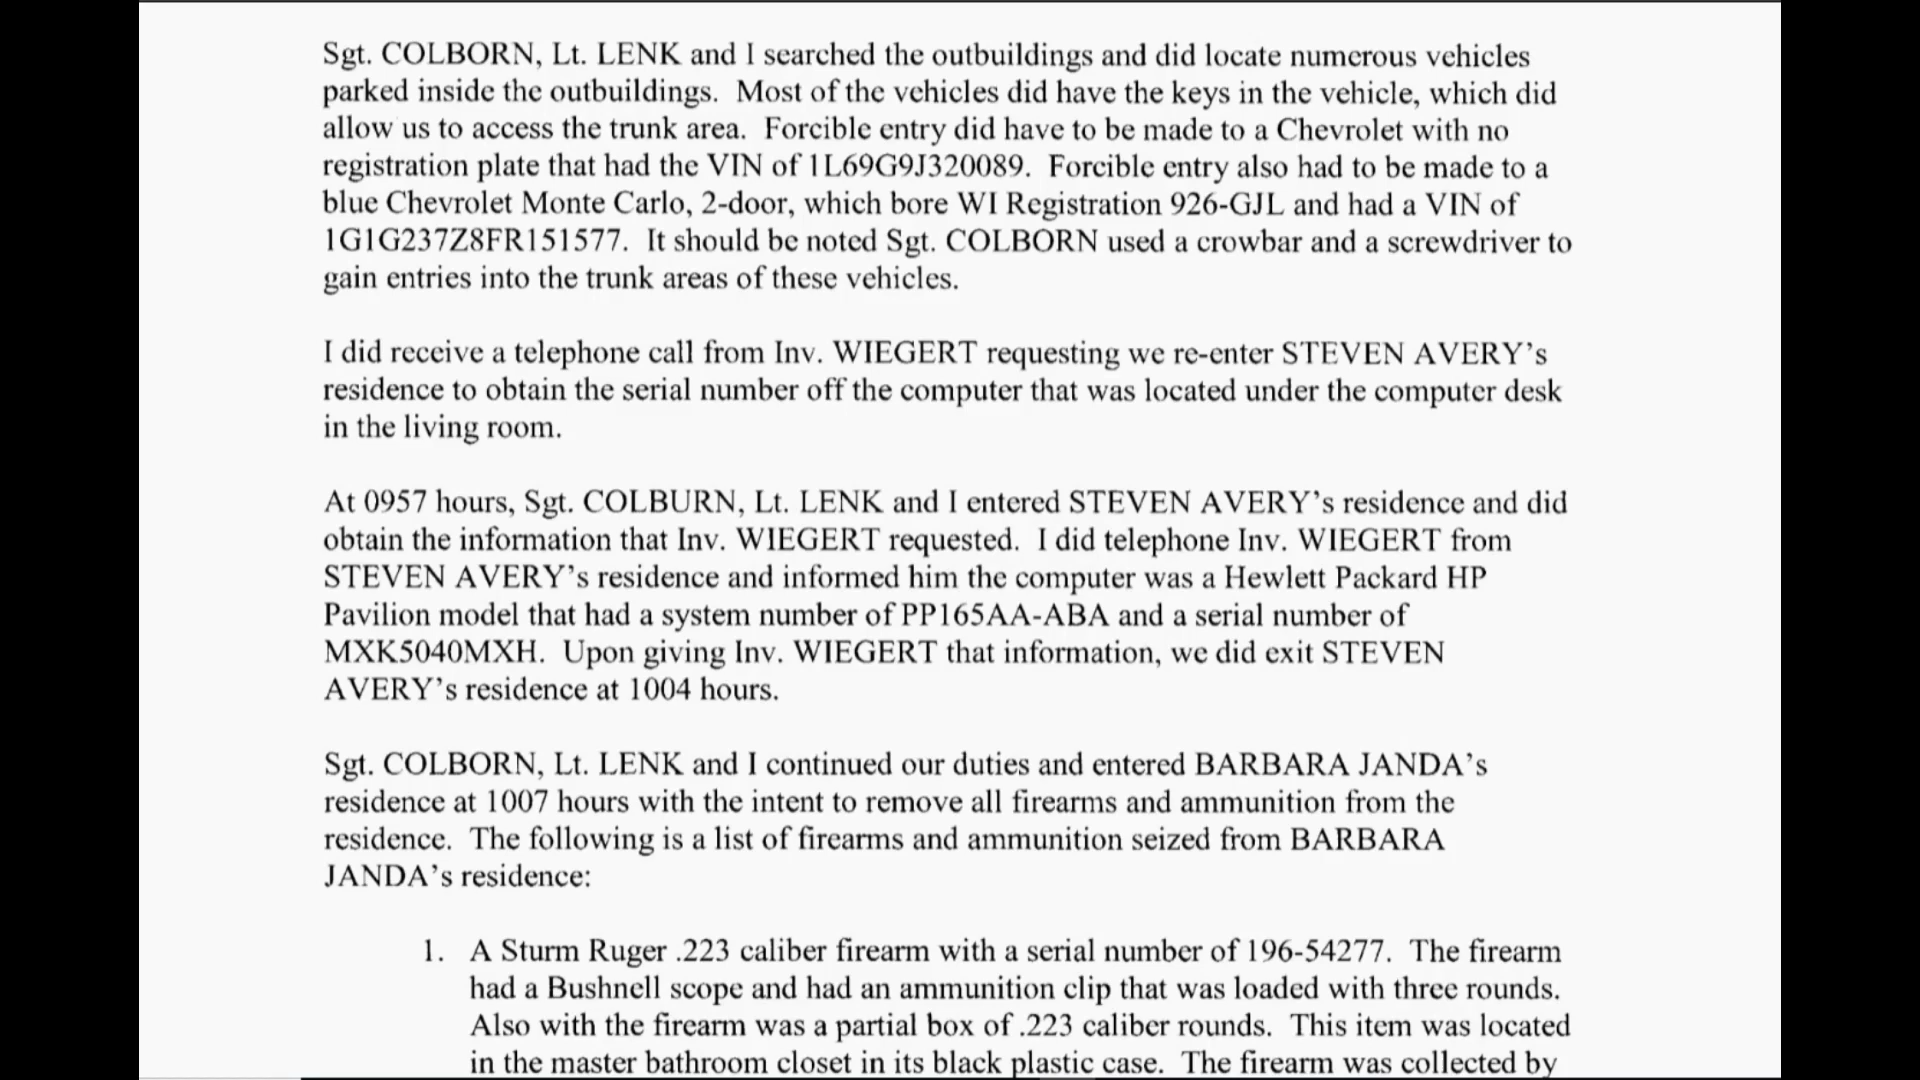 Sgt. COLBORN, Lt. LENK and I searched the outbuildings and did locate numerous vehicles
parked inside the outbuildings.  Most of the vehicles did have the keys in the vehicle, which did
allow us to access the trunk area.  Forcible entry did have to be made to a Chevrolet with no
registration plate that had the VIN of 1L69G9J320089.  Forcible entry also had to be made to a
blue Chevrolet Monte Carlo, 2-door, which bore WI Registration 926-GJL and had a VIN of
1G1G237Z8FR151577.  It should be noted Sgt. COLBORN used a crowbar and a screwdriver to
gain entries into the trunk areas of these vehicles.
I did receive a telephone call from Inv. WIEGERT requesting we re-enter STEVEN AVERY's
residence to obtain the serial number off the computer that was located under the computer desk
in the living room.
At 0957 hours, Sgt. COLBURN, Lt. LENK and I entered STEVEN AVERY's residence and did
obtain the information that Inv. WIEGERT requested.  I did telephone Inv. WIEGERT from
STEVEN AVERY's residence and informed him the computer was a Hewlett Packard HP
Pavilion model that had a system number of PP165AA-ABA and a serial number of
MXK5040MXH.  Upon giving Inv. WIEGERT that information, we did exit STEVEN
AVERY's residence at 1004 hours.
Sgt. COLBORN, Lt. LENK and I continued our duties and entered BARBARA JANDA's
residence at 1007 hours with the intent to remove all firearms and ammunition from the
residence.  The following is a list of firearms and ammunition seized from BARBARA
JANDA's residence:
1. A Sturm Ruger .223 caliber firearm with a serial number of 196-54277.  The firearm
had a Bushnell scope and had an ammunition clip that was loaded with three rounds.
Also with the firearm was a partial box of .223 caliber rounds.  This item was located
in the master bathroom closet in its black plastic case.  The firearm was collected by